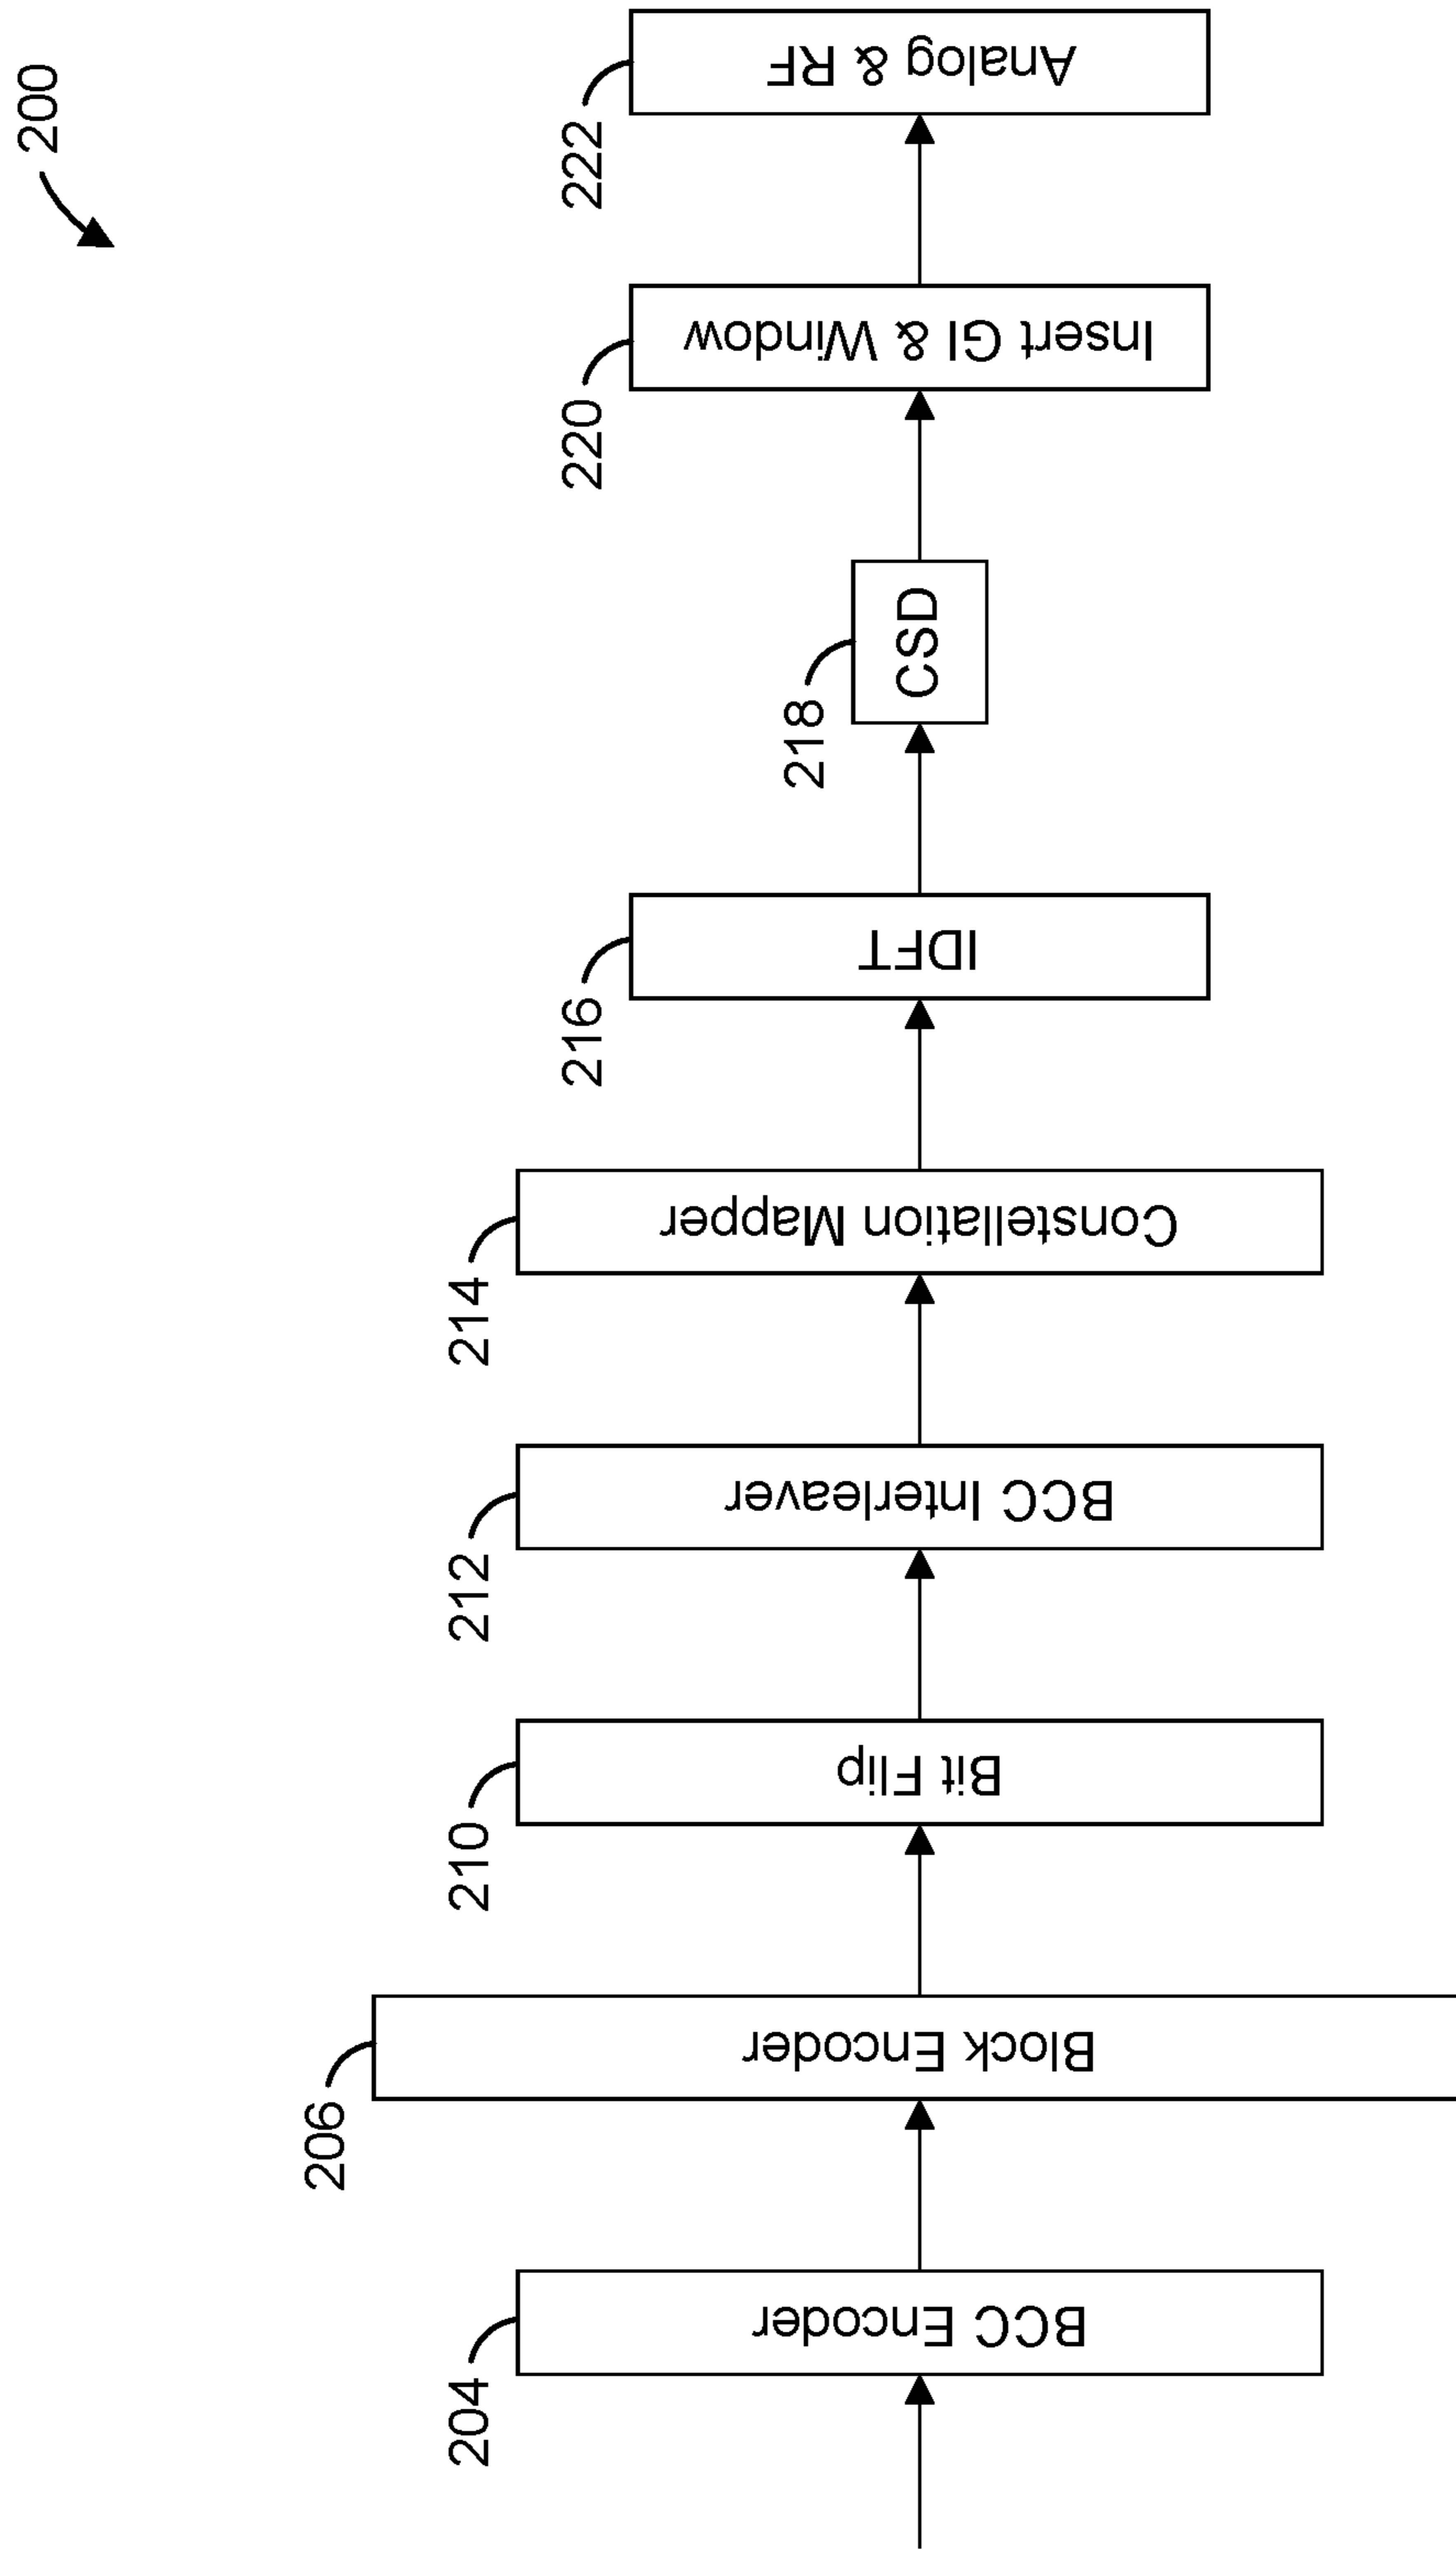 200
204
BCC Encoder
206
Block Encoder
210
Bit Flip
212
BCC Interleaver
214
Constellation Mapper
216
IDFT
218
CSD
220
Insert GI & Window
222
Analog & RF